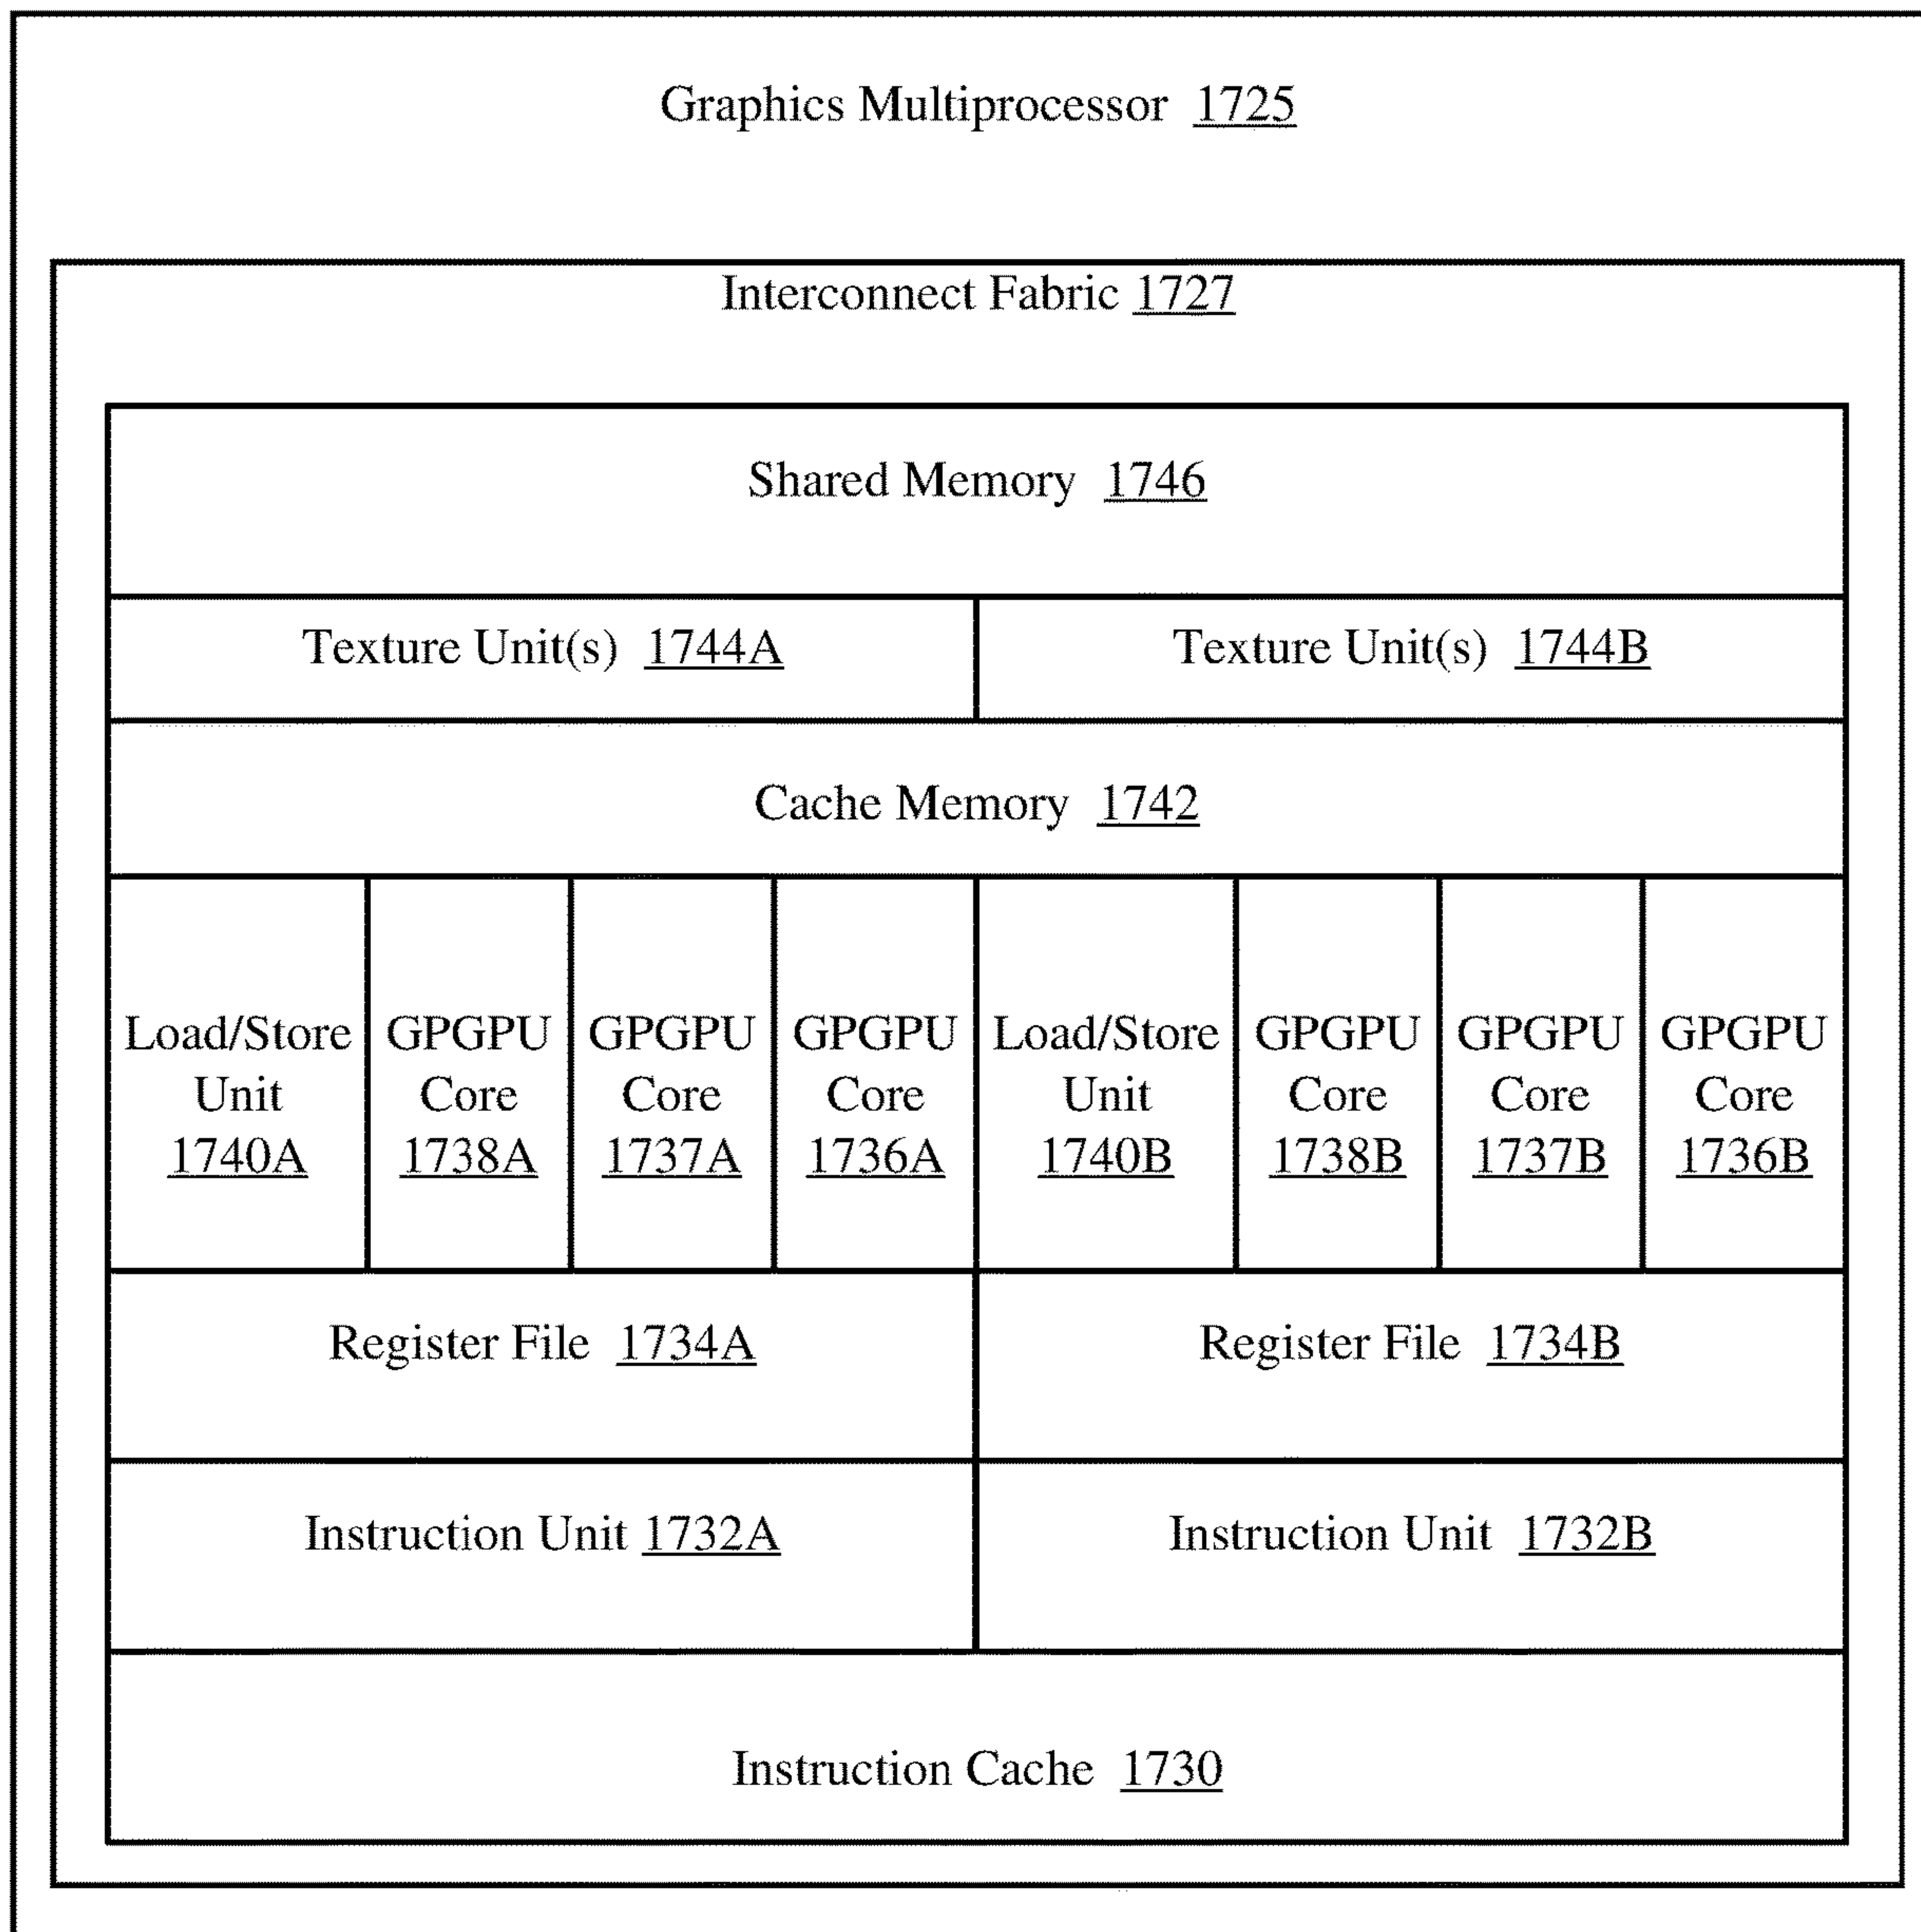 Graphics Multiprocessor 1725
Interconnect Fabric 1727
Shared Memory 1746
Texture Unit(s) 1744A
Texture Unit(s) 1744B
Cache Memory 1742
Load/Store
Unit
1740A
GPGPU
Core
1738A
GPGPU
Core
1737A
GPGPU
Core
1736A
Load/Store
Unit
1740B
GPGPU
Core
1738B
GPGPU
Core
1737B
GPGPU
Core
1736B
Register File 1734A
Register File 1734B
Instruction Unit 1732A
Instruction Unit 1732B
Instruction Cache 1730